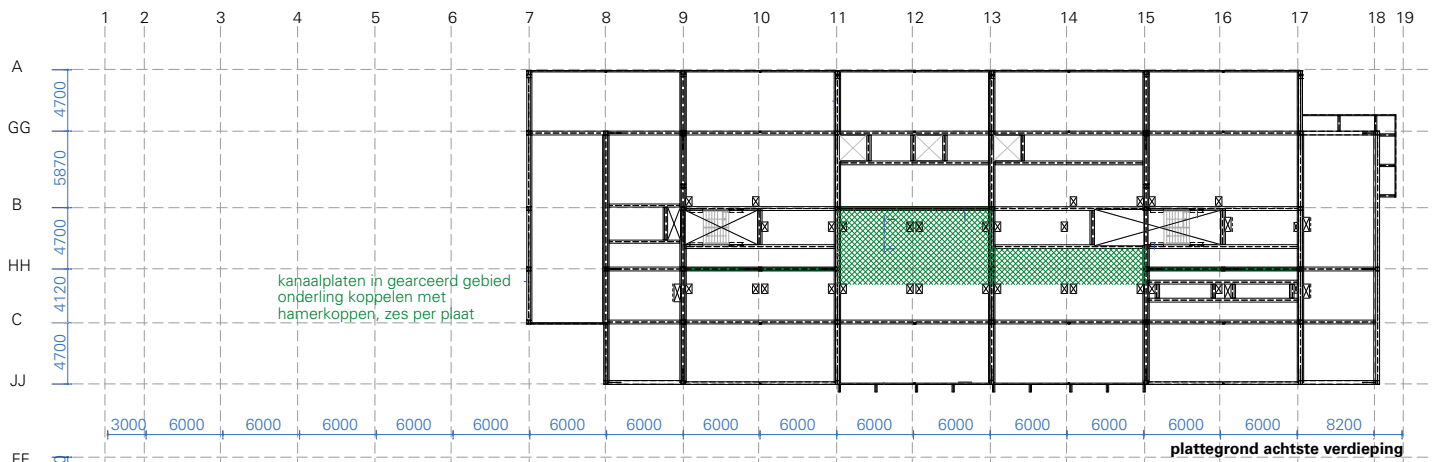 1 2 3 4 5 6 7 8 9 10 11 12 13 14 15 16 17 18 19
A
4700
GG
5870
B
4700
HH
kanaalplaten in gearceerd gebied
onderling koppelen met
hamerkoppen, zes per plaat
4120
C
4700
JJ
3000 6000 6000 6000 6000 6000 6000 6000 6000 6000 6000 6000 6000 6000 6000 6000 8200
plattegrond achtste verdieping